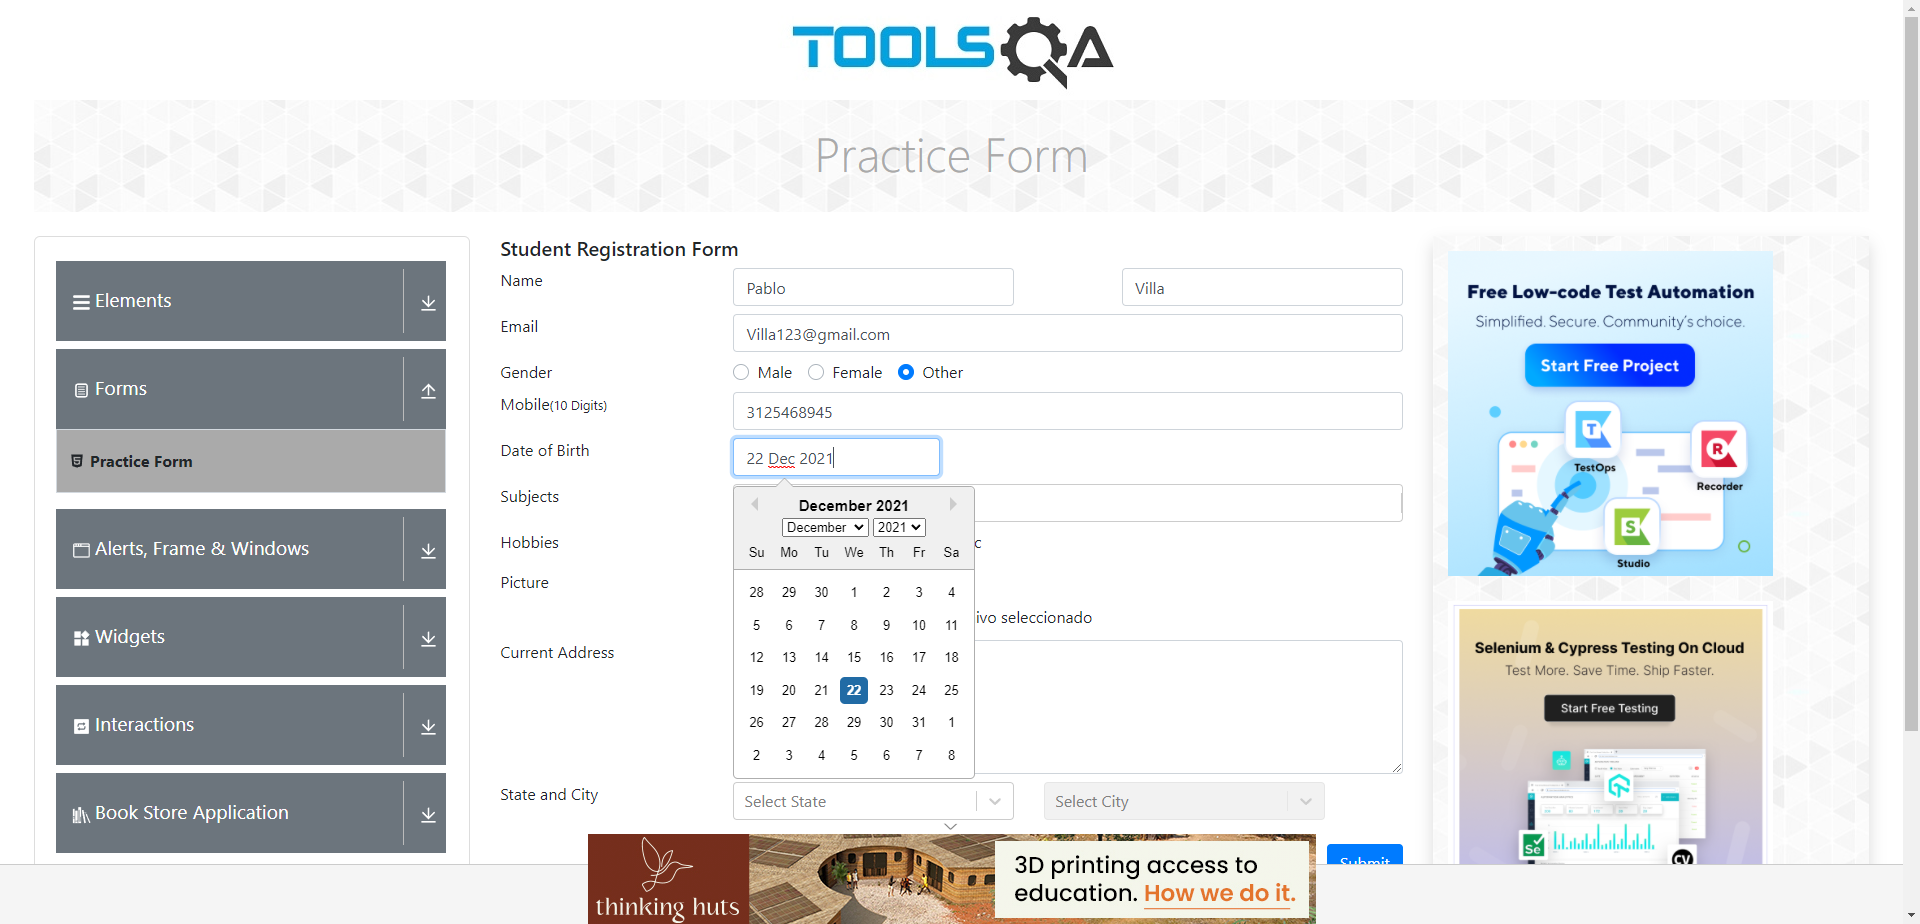 TOOLSQA
Practice Form
Elements
Forms
Practice Form
Alerts, Frame & Windows
Widgets
Interactions
Book Store Application
Student Registration Form
Name
Pablo
Villa
Email
Villa123@gmail.com
Gender
Male
Female
Other
Mobile(10 Digits)
3125468945
Date of Birth
22 Dec 2021
Subjects
December 2021
December
2021
Su Mo Tu We Th Fr Sa
28 29 30 1 2 3 4
5 6 7 8 9 10 11
12 13 14 15 16 17 18
19 20 21 22 23 24 25
26 27 28 29 30 31 1
2 3 4 5 6 7 8
Hobbies
c
Picture
ivo seleccionado
Current Address
State and City
Select State
Select City
Submit
thinking huts
3D printing access to
education. How we do it.
Free Low-code Test Automation
Simplified. Secure. Community's choice.
Start Free Project
T
TestOps
R
Recorder
S
Studio
Selenium & Cypress Testing On Cloud
Test More. Save Time. Ship Faster.
Start Free Testing
Se
CV